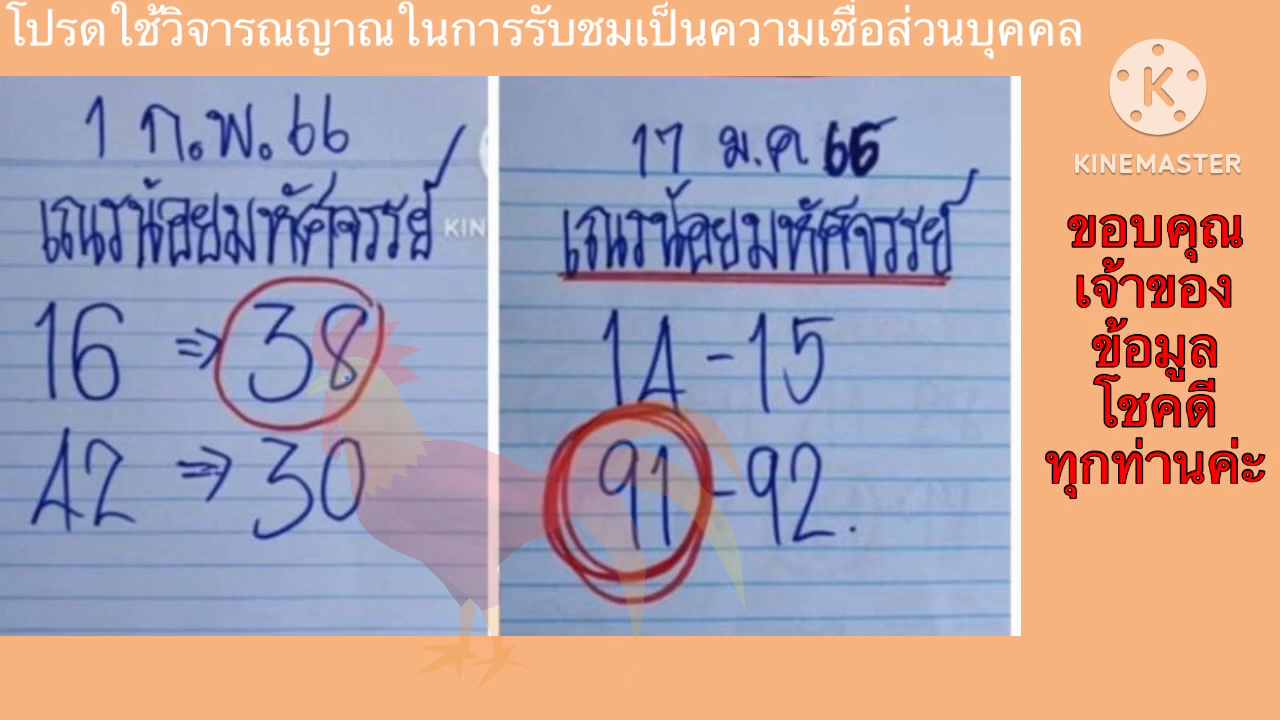 โปรดใช้วิจารณญาณในการรับชมเป็นความเชื่อส่วนบุคคล
1 ก.พ. 66
เณรน้อยมหัศจรรย์
KIN
16 ⇒ 38
42 ⇒ 30
17 ม.ค 66
เณรน้อยมหัศจรรย์
14 - 15
91 - 92.
K
KINEMASTER
ขอบคุณ
เจ้าของ
ข้อมูล
โชคดี
ทุกท่านค่ะ